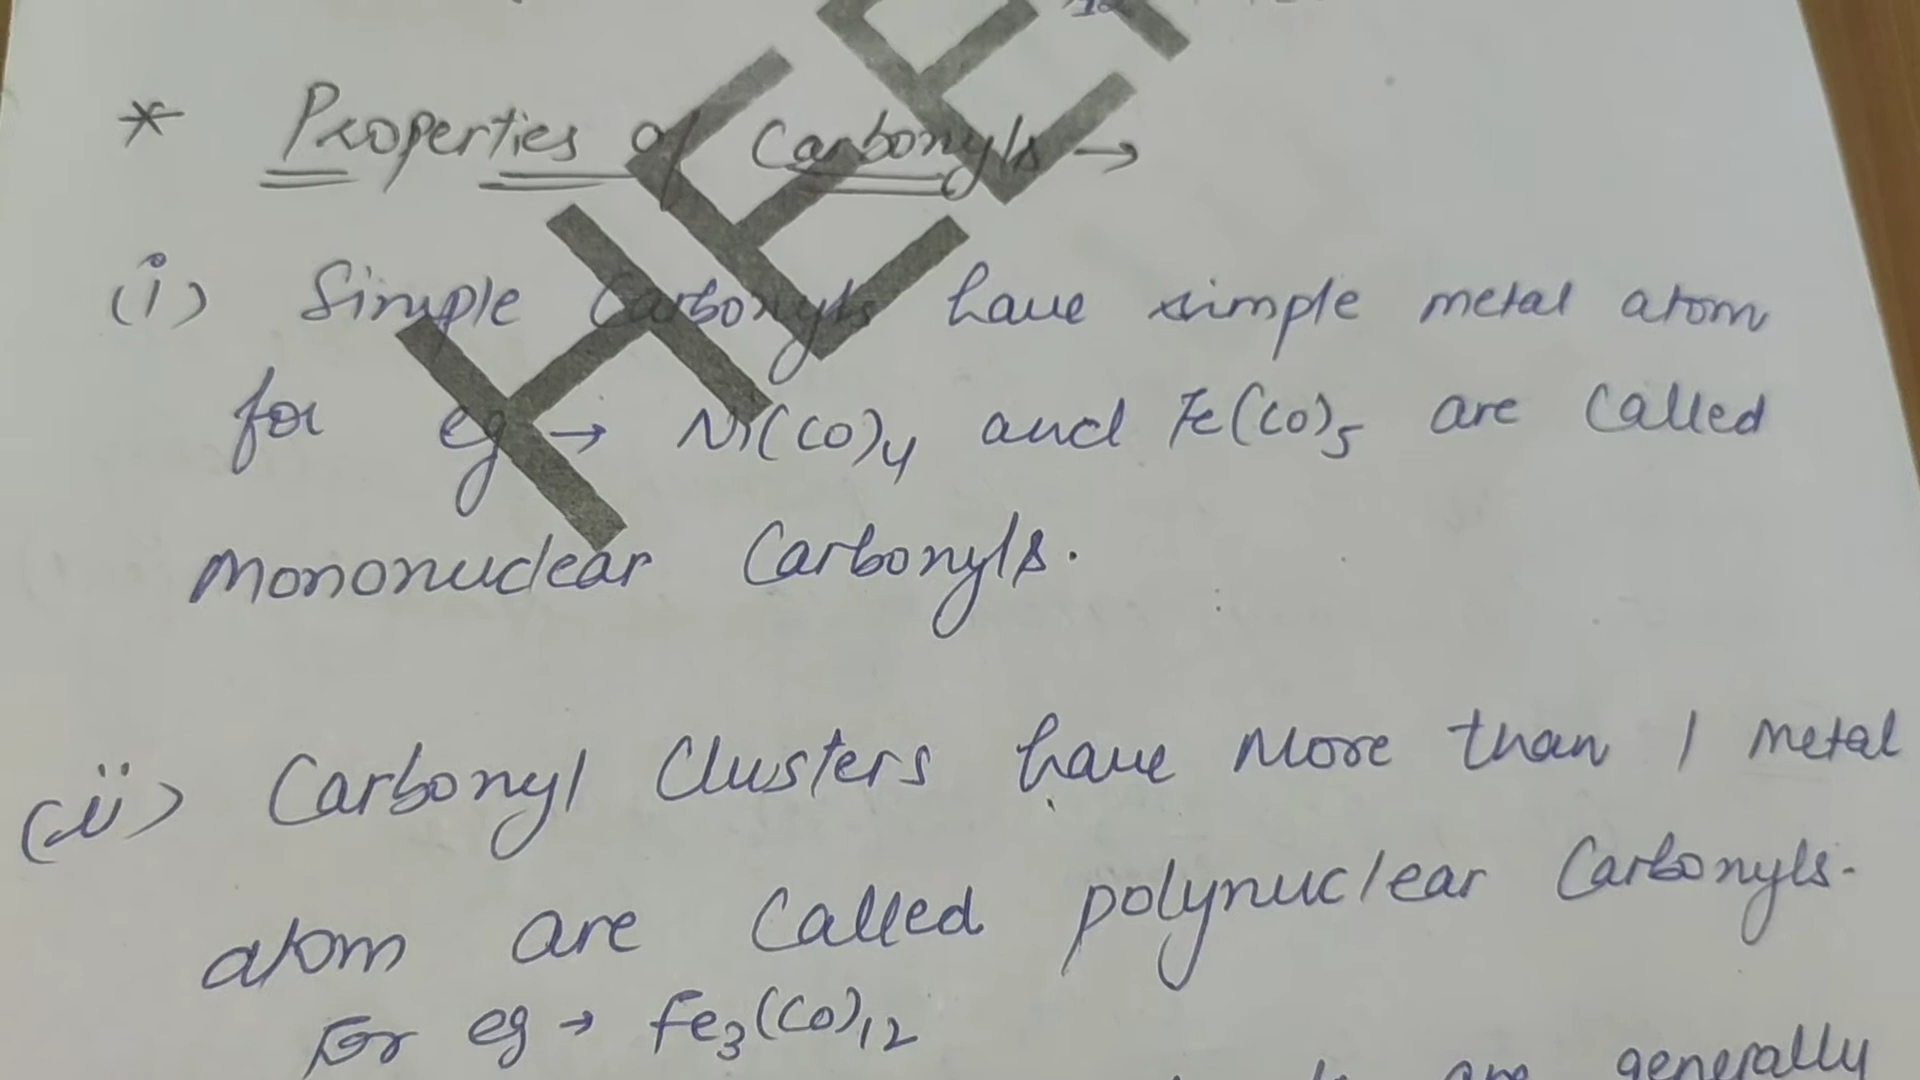 * Properties of Carbonyls →
(i) Simple Carbonyls have simple metal atom
for eg → Ni(CO)4 and Fe(CO)5 are called
mononuclear Carbonyls.
(ii) Carbonyl Clusters have more than 1 metal
atom are called polynuclear Carbonyls.
For eg → Fe3(CO)12
are generally